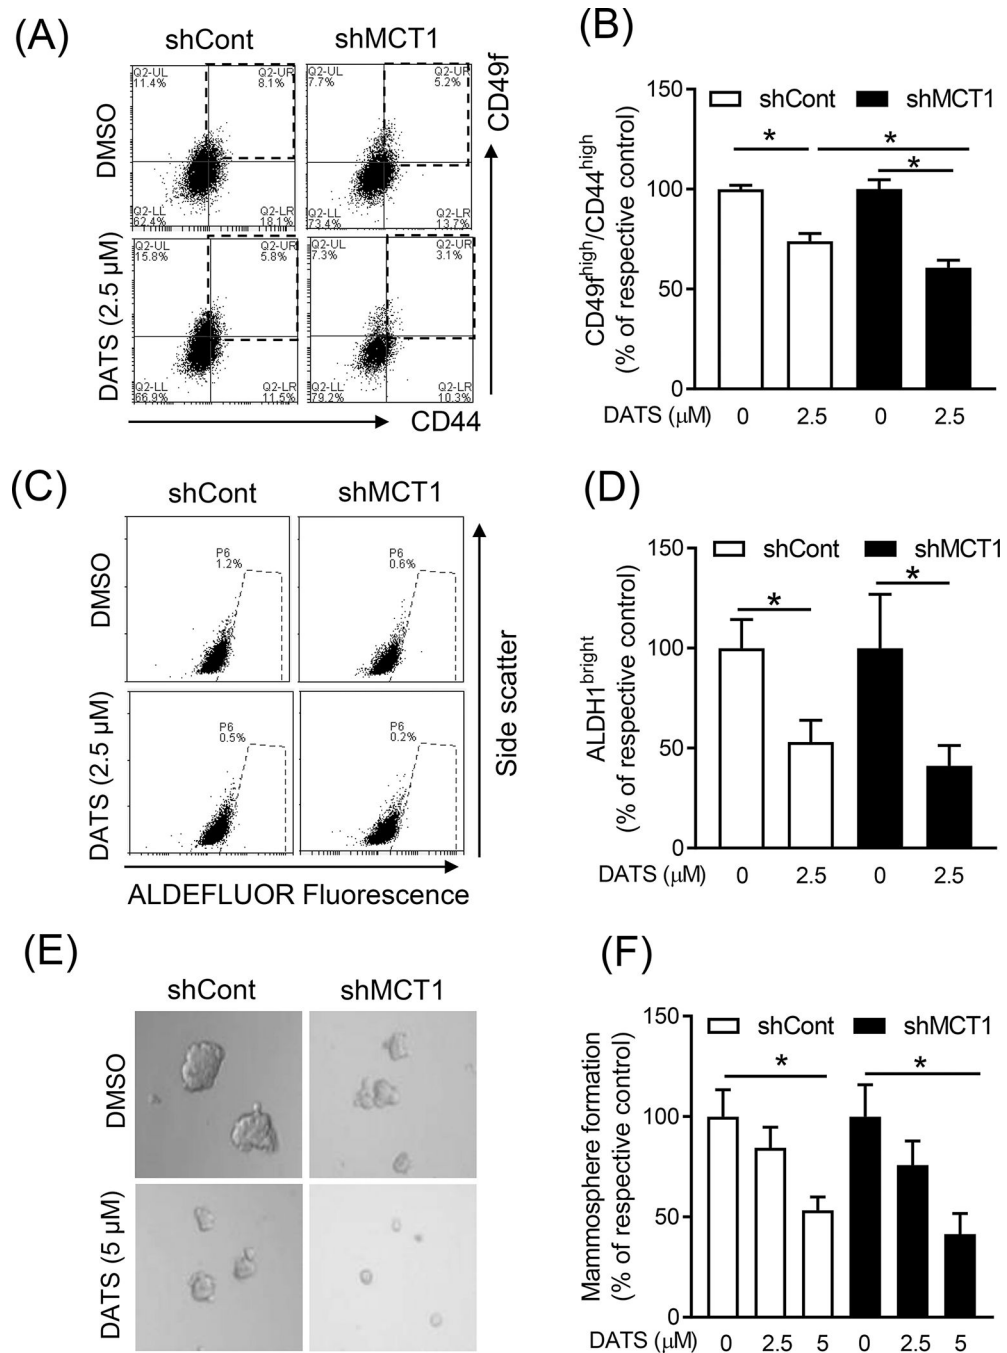 (A)
shCont
shMCT1
DMSO
Q2-UL
11.4%
Q2-UR
8.1%
Q2-LL
62.4%
Q2-LR
18.1%
Q2-UL
7.7%
Q2-UR
5.2%
Q2-LL
73.4%
Q2-LR
13.7%
DATS (2.5 µM)
Q2-UL
15.8%
Q2-UR
5.8%
Q2-LL
66.9%
Q2-LR
11.5%
Q2-UL
7.3%
Q2-UR
3.1%
Q2-LL
79.2%
Q2-LR
10.3%
CD49f
CD44
(B)
shCont
shMCT1
CD49fhigh/CD44high
(% of respective control)
150
100
50
0
*
*
*
DATS (µM) 0 2.5 0 2.5
(C)
shCont
shMCT1
DMSO
P6
1.2%
P6
0.6%
DATS (2.5 µM)
P6
0.5%
P6
0.2%
Side scatter
ALDEFLUOR Fluorescence
(D)
shCont
shMCT1
ALDH1bright
(% of respective control)
150
100
50
0
*
*
DATS (µM) 0 2.5 0 2.5
(E)
shCont
shMCT1
DMSO
DATS (5 µM)
(F)
shCont
shMCT1
Mammosphere formation
(% of respective control)
150
100
50
0
*
*
DATS (µM) 0 2.5 5 0 2.5 5